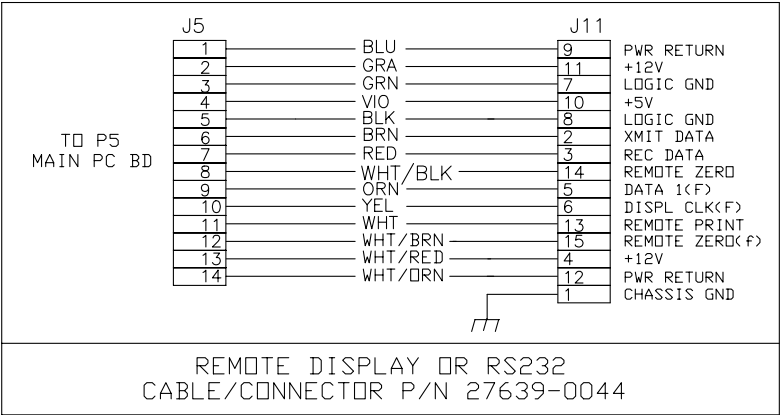 J5 J11
1 BLU 9 PWR RETURN
2 GRA 11 +12V
3 GRN 7 LOGIC GND
4 VIO 10 +5V
5 BLK 8 LOGIC GND
6 BRN 2 XMIT DATA
7 RED 3 REC DATA
8 WHT/BLK 14 REMOTE ZERO
9 ORN 5 DATA 1(F)
10 YEL 6 DISPL CLK(F)
11 WHT 13 REMOTE PRINT
12 WHT/BRN 15 REMOTE ZERO(f)
13 WHT/RED 4 +12V
14 WHT/ORN 12 PWR RETURN
1 CHASSIS GND
TO P5
MAIN PC BD
REMOTE DISPLAY OR RS232
CABLE/CONNECTOR P/N 27639-0044